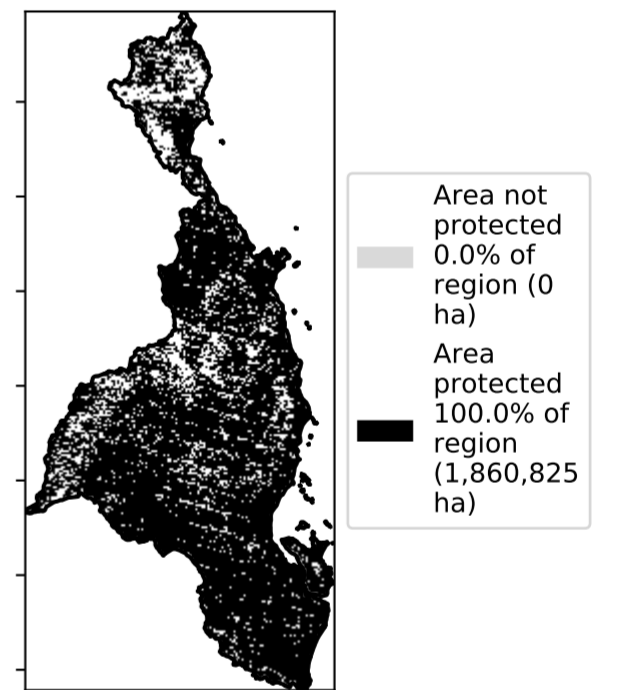 Area not
protected
0.0% of
region (0
ha)
Area
protected
100.0% of
region
(1,860,825
ha)